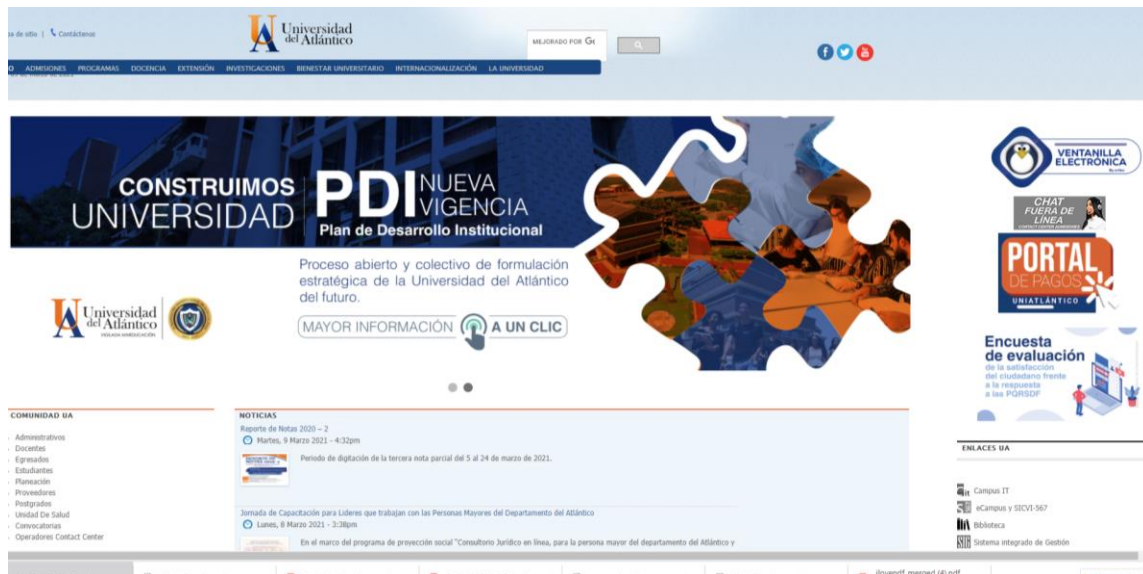 de sitio | Contáctanos
Universidad
del Atlántico
MEJORADO POR
ADMISIONES PROGRAMAS DOCENCIA EXTENSIÓN INVESTIGACIONES BIENESTAR UNIVERSITARIO INTERNACIONALIZACIÓN LA UNIVERSIDAD
CONSTRUIMOS
UNIVERSIDAD
PDI NUEVA
VIGENCIA
Plan de Desarrollo Institucional
Proceso abierto y colectivo de formulación
estratégica de la Universidad del Atlántico
del futuro.
MAYOR INFORMACIÓN A UN CLIC
Universidad
del Atlántico
VENTANILLA
ELECTRÓNICA
CHAT
FUERA DE
LÍNEA
CONTACT CENTER ADMISIONES
PORTAL
DE PAGOS
UNIATLÁNTICO
Encuesta
de evaluación
de la satisfacción
del ciudadano frente
a la respuesta
a las PQRSDF
COMUNIDAD UA
Administrativos
Docentes
Egresados
Estudiantes
Planeación
Proveedores
Postgrados
Unidad De Salud
Convocatorias
Operadores Contact Center
NOTICIAS
Reporte de Notas 2020 – 2
Martes, 9 Marzo 2021 - 4:32pm
Periodo de digitación de la tercera nota parcial del 5 al 24 de marzo de 2021.
Jornada de Capacitación para Lideres que trabajan con las Personas Mayores del Departamento del Atlántico
Lunes, 8 Marzo 2021 - 3:38pm
En el marco del programa de proyección social "Consultorio Jurídico en línea, para la persona mayor del departamento del Atlántico y
ENLACES UA
Campus IT
eCampus y SICVI-567
Biblioteca
Sistema integrado de Gestión